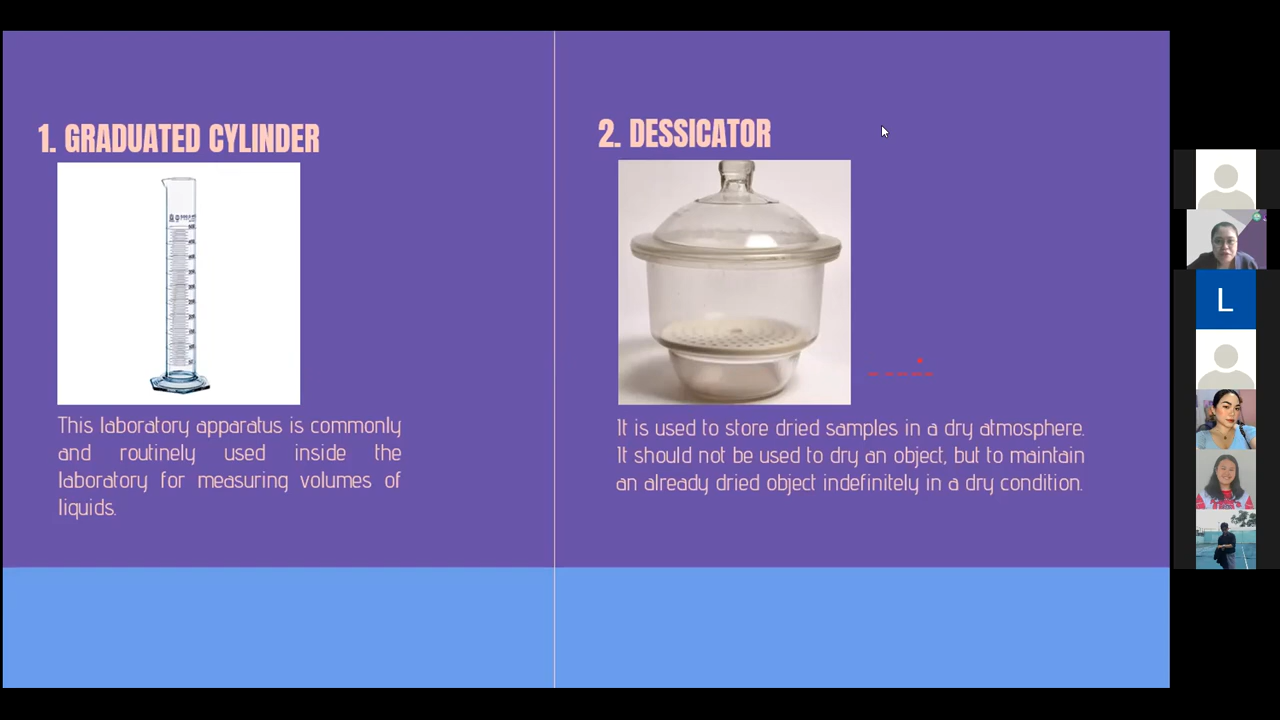 1. GRADUATED CYLINDER
This laboratory apparatus is commonly
and routinely used inside the
laboratory for measuring volumes of
liquids.
2. DESSICATOR
It is used to store dried samples in a dry atmosphere.
It should not be used to dry an object, but to maintain
an already dried object indefinitely in a dry condition.
L